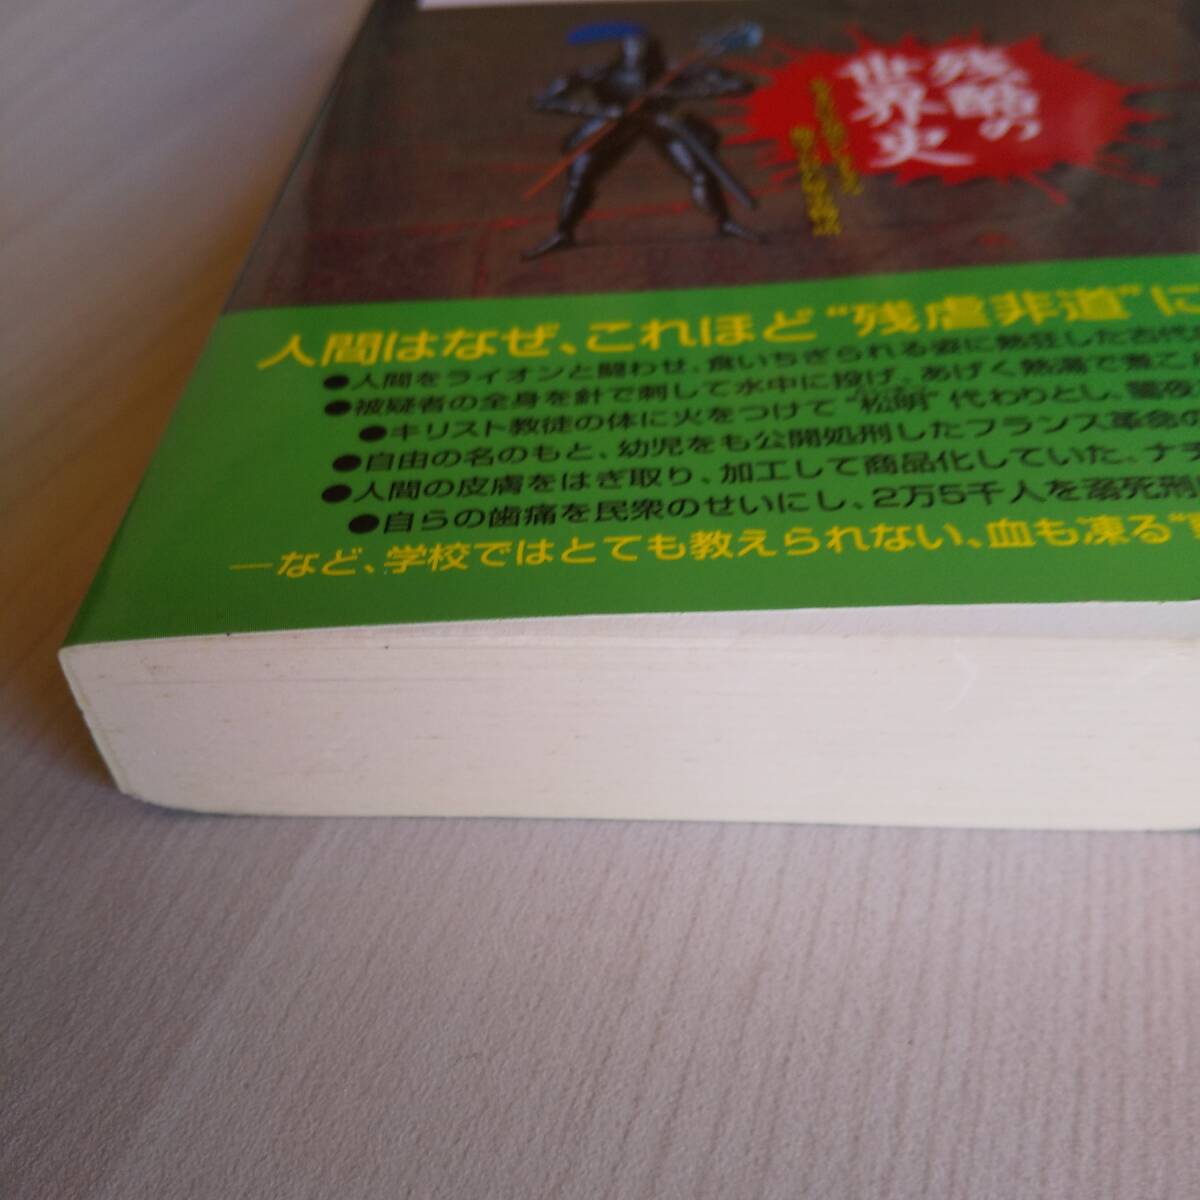 残酷の
世界史
人間はなぜ、これほど“残虐非道”に
●人間をライオンと闘わせ、食いちぎられる姿に熱狂した古代
●被疑者の全身を針で刺して水中に投げ、あげく熱湯で煮こ
●キリスト教徒の体に火をつけて“松明”代わりとし、闇夜
●自由の名のもと、幼児をも公開処刑したフランス革命の
●人間の皮膚をはぎ取り、加工して商品化していた、ナチ
●自らの歯痛を民衆のせいにし、2万5千人を溺死刑
—など、学校ではとても教えられない、血も凍る“